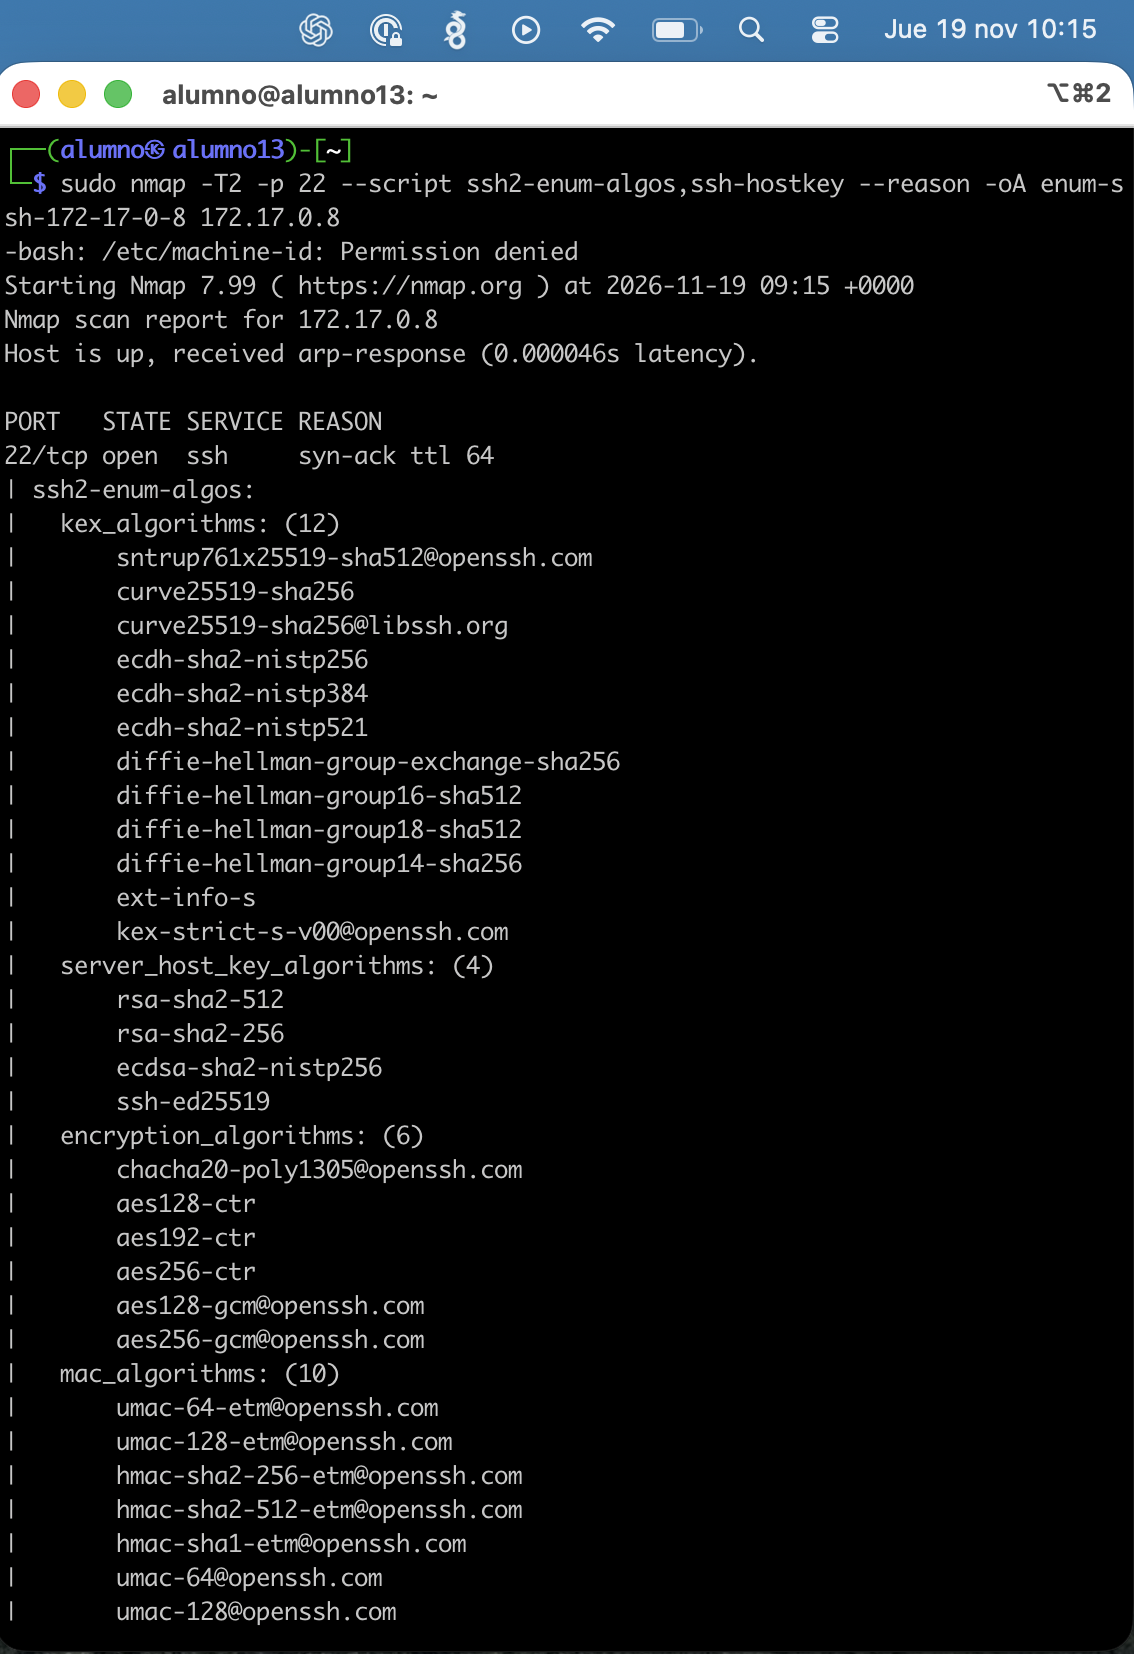 Jue 19 nov 10:15
alumno@alumno13: ~
⌥⌘2
(alumno㉿ alumno13)-[~]
$ sudo nmap -T2 -p 22 --script ssh2-enum-algos,ssh-hostkey --reason -oA enum-s
sh-172-17-0-8 172.17.0.8
-bash: /etc/machine-id: Permission denied
Starting Nmap 7.99 ( https://nmap.org ) at 2026-11-19 09:15 +0000
Nmap scan report for 172.17.0.8
Host is up, received arp-response (0.000046s latency).
PORT   STATE SERVICE REASON
22/tcp open  ssh     syn-ack ttl 64
| ssh2-enum-algos:
|   kex_algorithms: (12)
|       sntrup761x25519-sha512@openssh.com
|       curve25519-sha256
|       curve25519-sha256@libssh.org
|       ecdh-sha2-nistp256
|       ecdh-sha2-nistp384
|       ecdh-sha2-nistp521
|       diffie-hellman-group-exchange-sha256
|       diffie-hellman-group16-sha512
|       diffie-hellman-group18-sha512
|       diffie-hellman-group14-sha256
|       ext-info-s
|       kex-strict-s-v00@openssh.com
|   server_host_key_algorithms: (4)
|       rsa-sha2-512
|       rsa-sha2-256
|       ecdsa-sha2-nistp256
|       ssh-ed25519
|   encryption_algorithms: (6)
|       chacha20-poly1305@openssh.com
|       aes128-ctr
|       aes192-ctr
|       aes256-ctr
|       aes128-gcm@openssh.com
|       aes256-gcm@openssh.com
|   mac_algorithms: (10)
|       umac-64-etm@openssh.com
|       umac-128-etm@openssh.com
|       hmac-sha2-256-etm@openssh.com
|       hmac-sha2-512-etm@openssh.com
|       hmac-sha1-etm@openssh.com
|       umac-64@openssh.com
|       umac-128@openssh.com